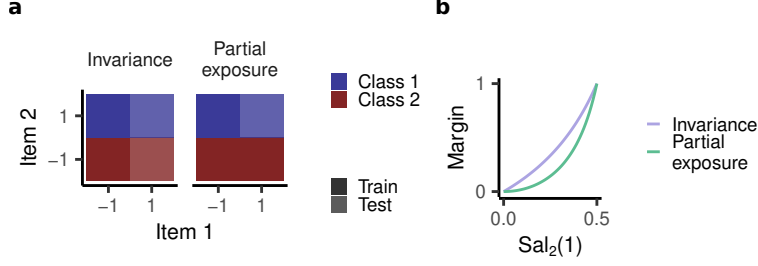 a
b
Invariance
Partial
exposure
Item 2
1
−1
−1
1
−1
1
Item 1
Class 1
Class 2
Train
Test
Margin
1
0
0.0
0.5
Sal₂(1)
Invariance
Partial
exposure